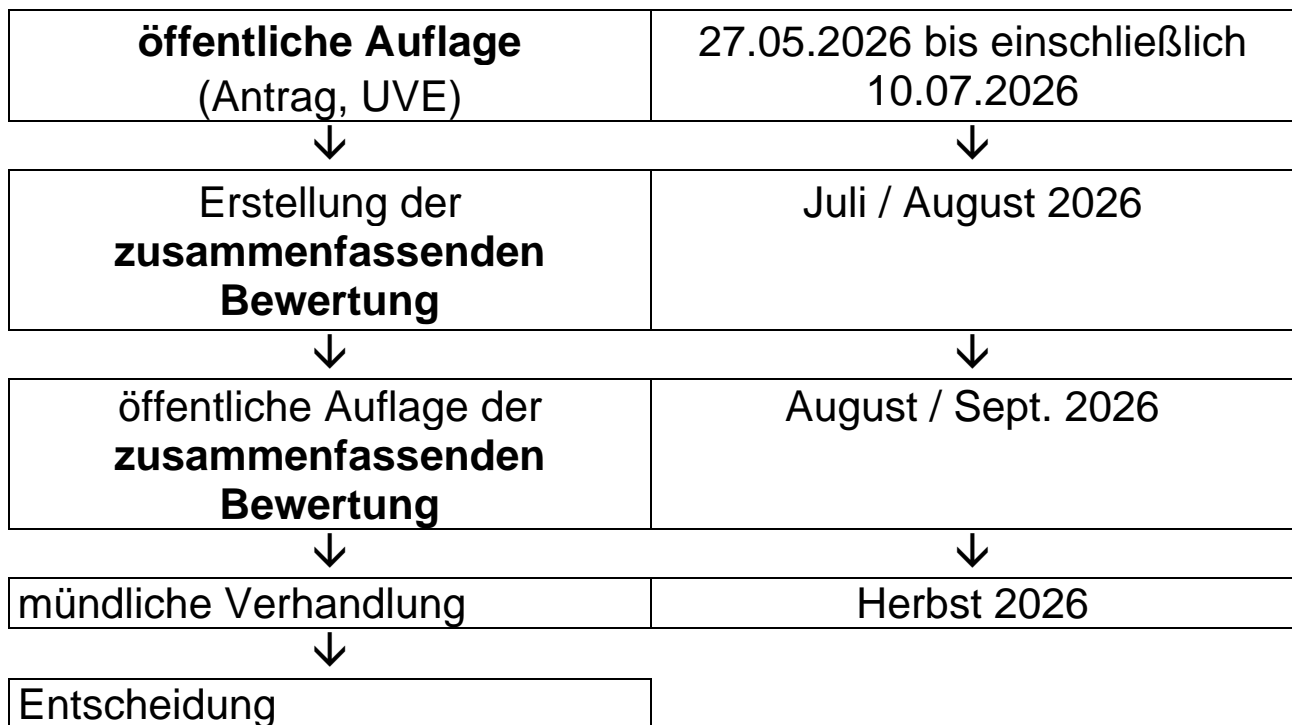 öffentliche Auflage
(Antrag, UVE)
27.05.2026 bis einschließlich
10.07.2026
↓ ↓
Erstellung der
zusammenfassenden
Bewertung
Juli / August 2026
↓ ↓
öffentliche Auflage der
zusammenfassenden
Bewertung
August / Sept. 2026
↓ ↓
mündliche Verhandlung
Herbst 2026
↓
Entscheidung